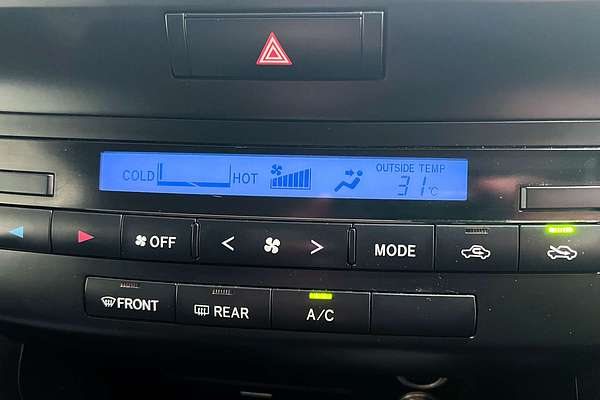 OUTSIDE TEMP
COLD HOT 31°C
OFF < > MODE
FRONT REAR A/C